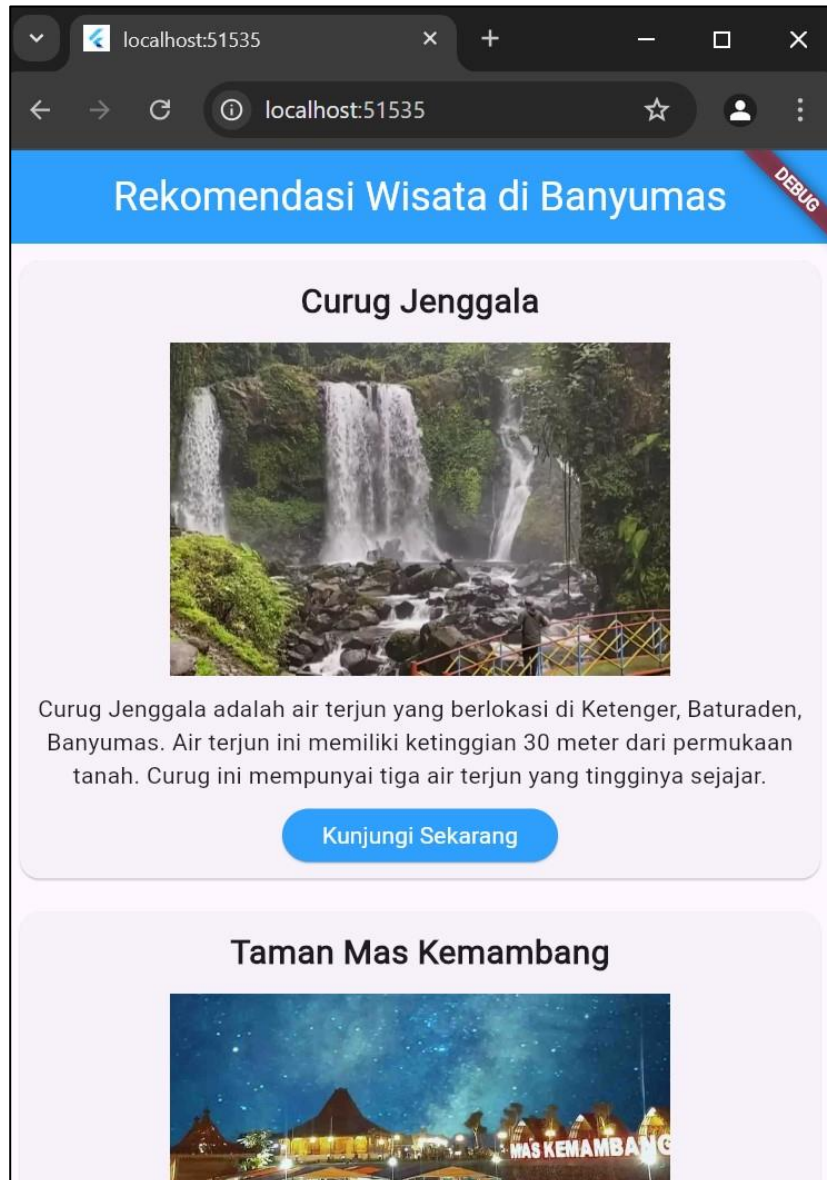 localhost:51535
localhost:51535
Rekomendasi Wisata di Banyumas
DEBUG
Curug Jenggala
Curug Jenggala adalah air terjun yang berlokasi di Ketenger, Baturaden,
Banyumas. Air terjun ini memiliki ketinggian 30 meter dari permukaan
tanah. Curug ini mempunyai tiga air terjun yang tingginya sejajar.
Kunjungi Sekarang
Taman Mas Kemambang
MAS KEMAMBANG